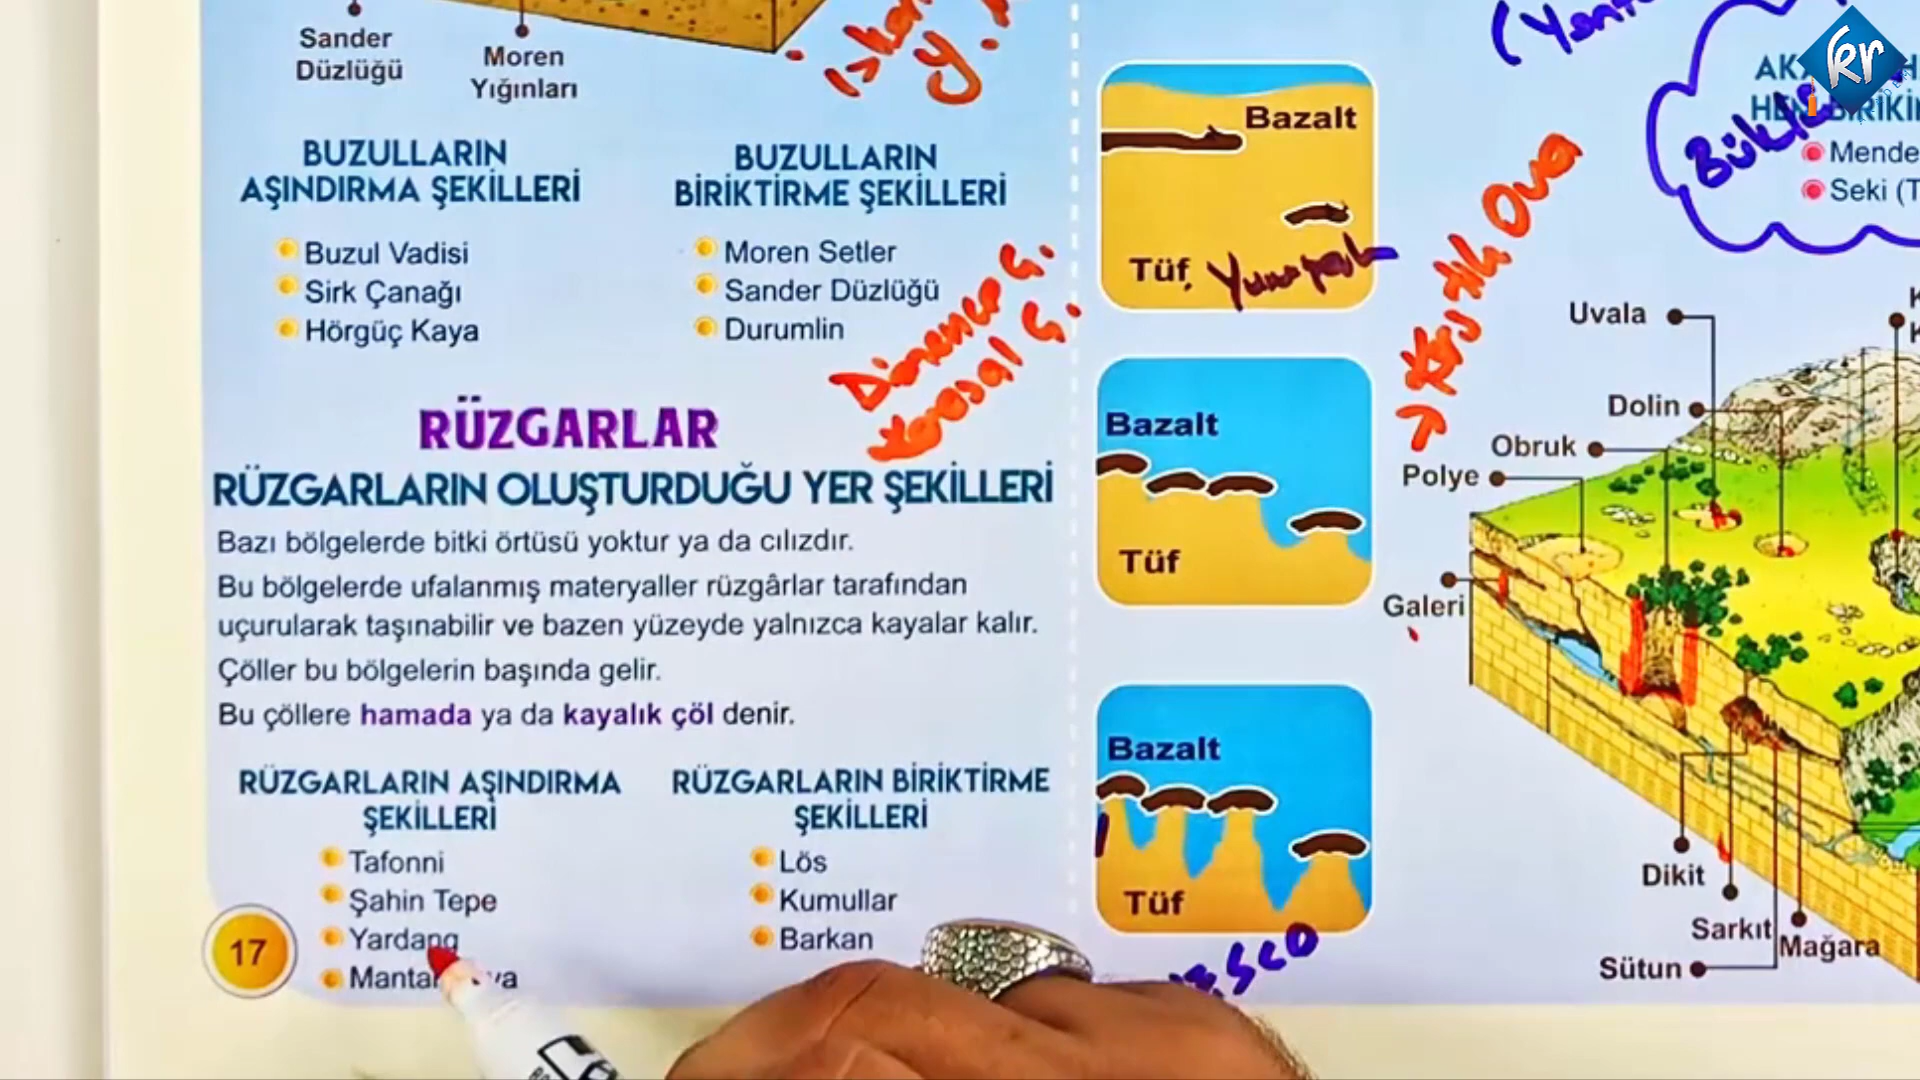 Sander
Düzlüğü
Moren
Yığınları
BUZULLARIN
AŞINDIRMA ŞEKİLLERİ
Buzul Vadisi
Sirk Çanağı
Hörgüç Kaya
BUZULLARIN
BİRİKTİRME ŞEKİLLERİ
Moren Setler
Sander Düzlüğü
Durumlin
RÜZGARLAR
RÜZGARLARIN OLUŞTURDUĞU YER ŞEKİLLERİ
Bazı bölgelerde bitki örtüsü yoktur ya da cılızdır.
Bu bölgelerde ufalanmış materyaller rüzgârlar tarafından
uçurularak taşınabilir ve bazen yüzeyde yalnızca kayalar kalır.
Çöller bu bölgelerin başında gelir.
Bu çöllere hamada ya da kayalık çöl denir.
RÜZGARLARIN AŞINDIRMA
ŞEKİLLERİ
Tafonni
Şahin Tepe
Yardang
RÜZGARLARIN BİRİKTİRME
ŞEKİLLERİ
Lös
Kumullar
Barkan
17
Bazalt
Tüf
Bazalt
Tüf
Bazalt
Tüf
Karstik Ova
kr
Seki (T
Uvala
Dolin
Obruk
Polye
Galeri
Dikit
Sarkıt
Mağara
Sütun